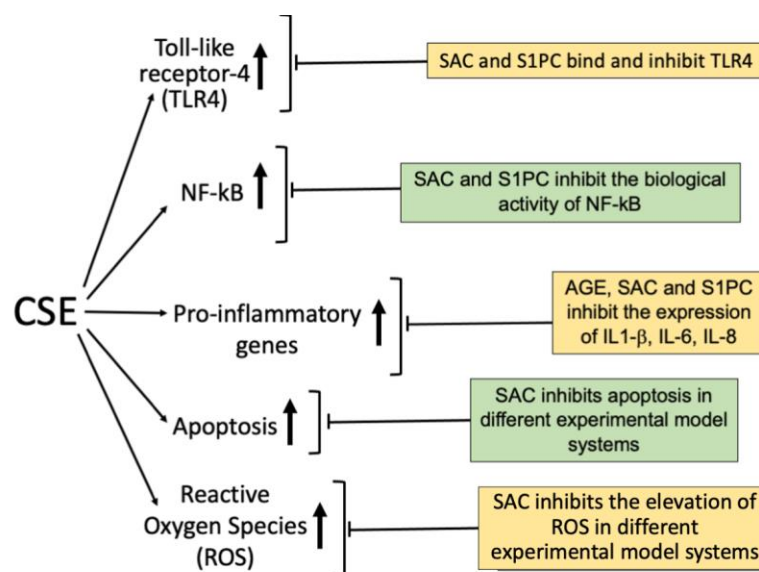 Toll-like
receptor-4
(TLR4)
SAC and S1PC bind and inhibit TLR4
NF-kB
SAC and S1PC inhibit the biological
activity of NF-kB
CSE
Pro-inflammatory
genes
AGE, SAC and S1PC
inhibit the expression
of IL1-β, IL-6, IL-8
Apoptosis
SAC inhibits apoptosis in
different experimental model
systems
Reactive
Oxygen Species
(ROS)
SAC inhibits the elevation of
ROS in different
experimental model systems